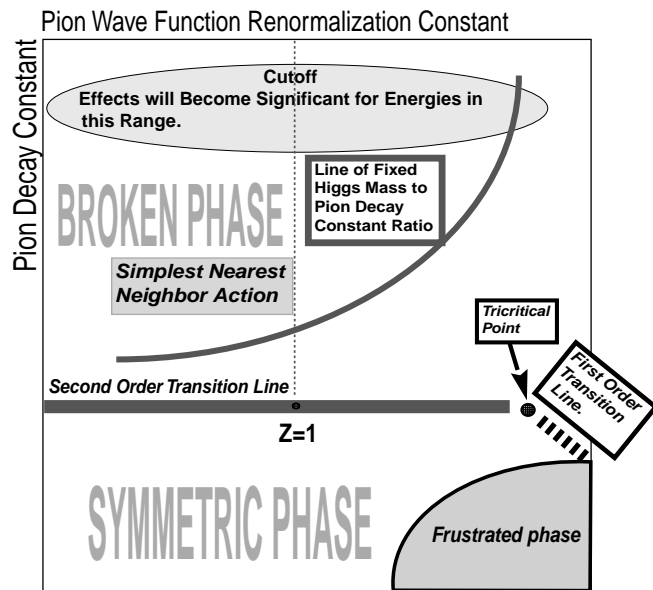 Pion Wave Function Renormalization Constant
Pion Decay Constant
Cutoff
Effects will Become Significant for Energies in
this Range.
BROKEN PHASE
Line of Fixed
Higgs Mass to
Pion Decay
Constant Ratio
Simplest Nearest
Neighbor Action
Tricritical
Point
First Order
Transition
Line.
Second Order Transition Line
Z=1
SYMMETRIC PHASE
Frustrated phase